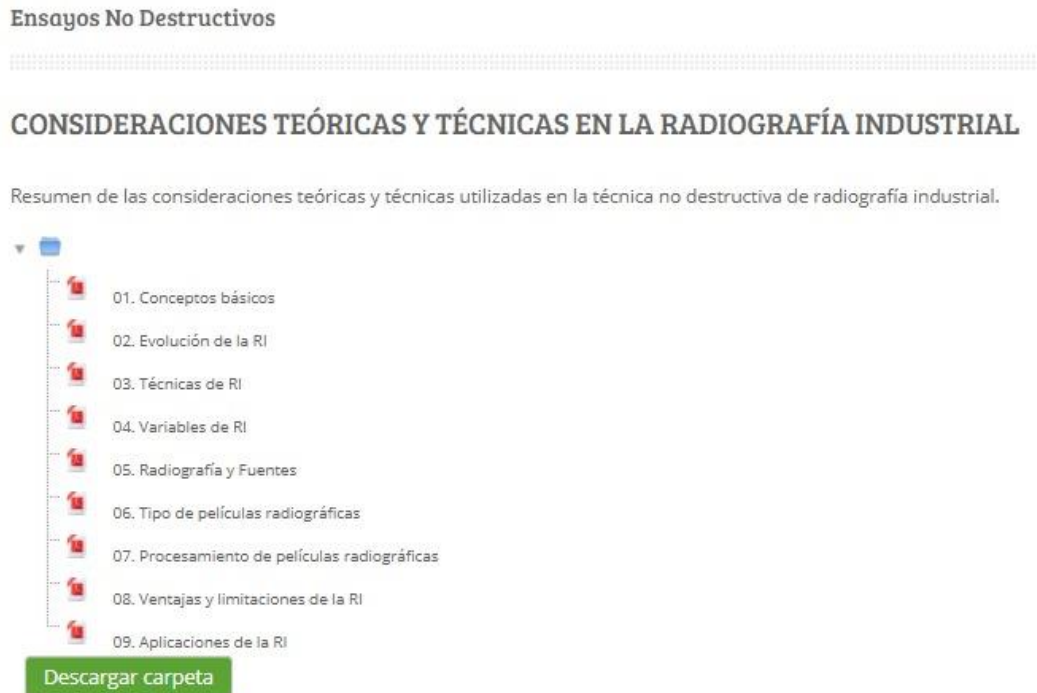 Ensayos No Destructivos
CONSIDERACIONES TEÓRICAS Y TÉCNICAS EN LA RADIOGRAFÍA INDUSTRIAL
Resumen de las consideraciones teóricas y técnicas utilizadas en la técnica no destructiva de radiografía industrial.
01. Conceptos básicos
02. Evolución de la RI
03. Técnicas de RI
04. Variables de RI
05. Radiografía y Fuentes
06. Tipo de películas radiográficas
07. Procesamiento de películas radiográficas
08. Ventajas y limitaciones de la RI
09. Aplicaciones de la RI
Descargar carpeta